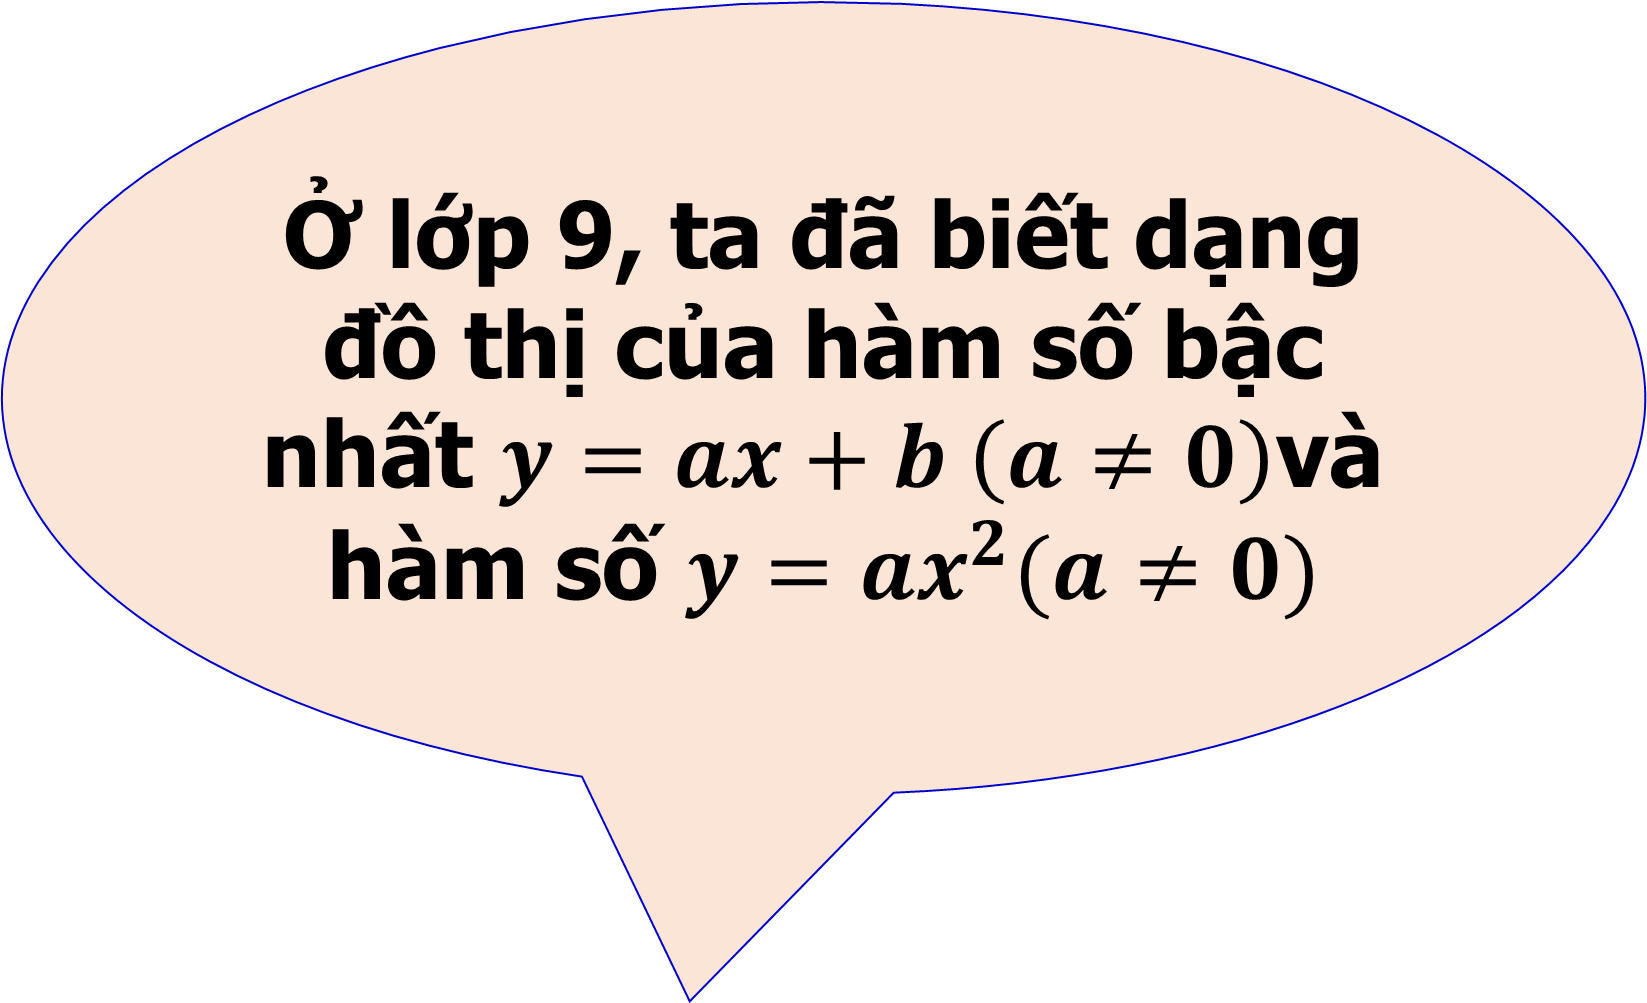 Ở lớp 9, ta đã biết dạng
đồ thị của hàm số bậc
nhất y = ax + b (a ≠ 0)và
hàm số y = ax²(a ≠ 0)